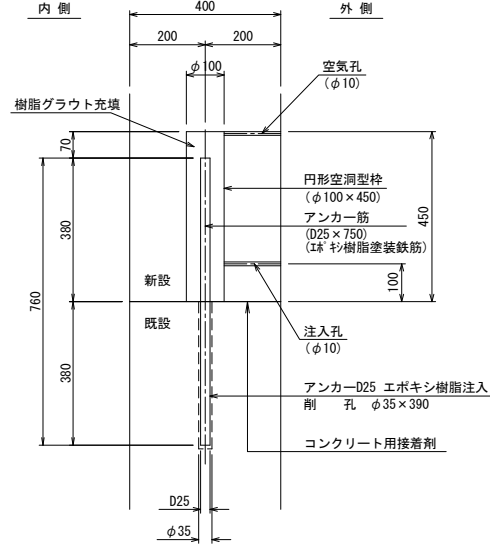 内 側
400
外 側
200
200
φ100
空気孔
(φ10)
樹脂グラウト充填
70
円形空洞型枠
(φ100×450)
アンカー筋
(D25×750)
(ｴﾎﾟｷｼ樹脂塗装鉄筋)
380
450
760
100
新設
既設
注入孔
(φ10)
380
アンカーD25 エポキシ樹脂注入
削 孔 φ35×390
コンクリート用接着剤
D25
φ35